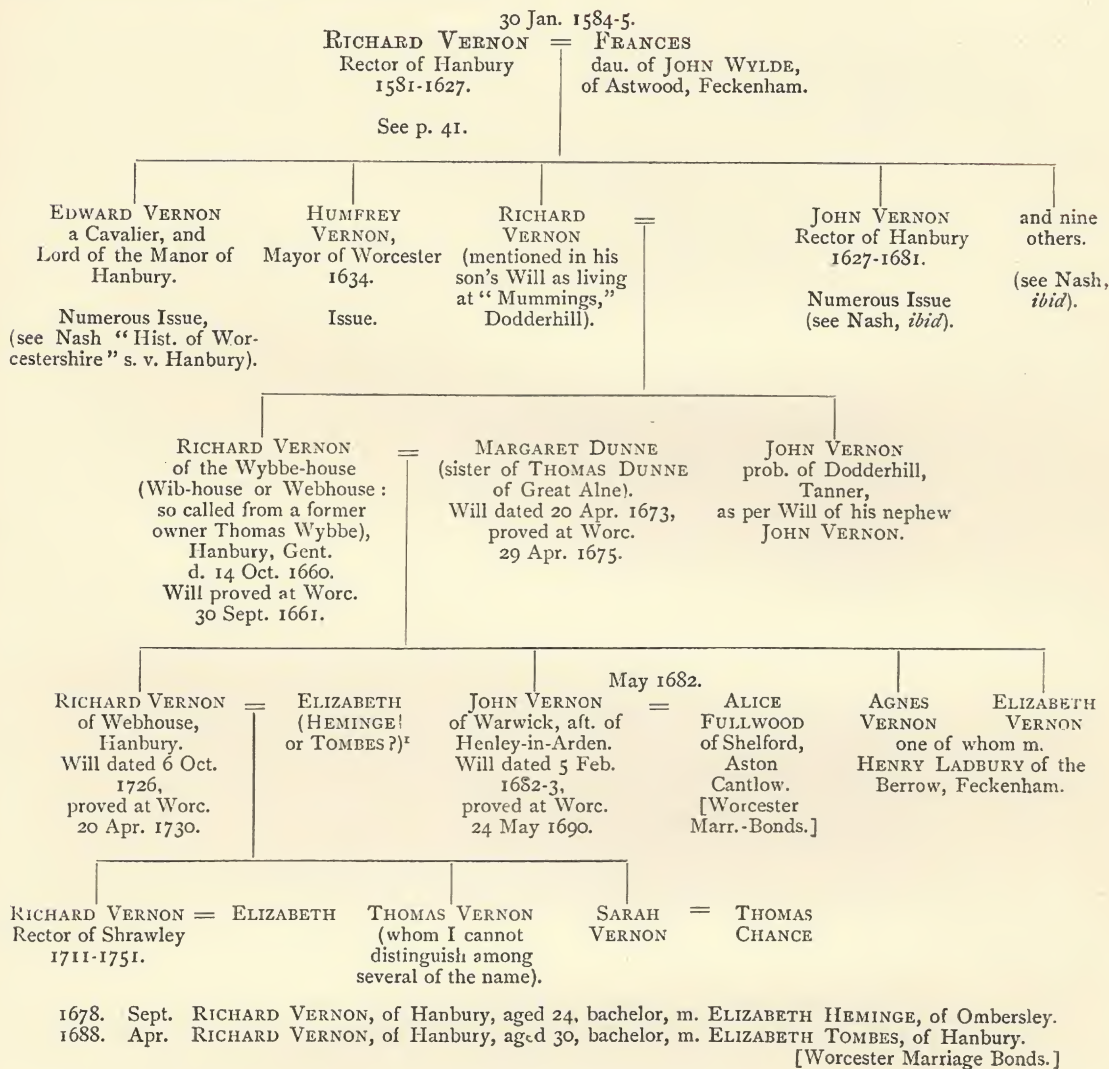 30 Jan. 1584-5.
RICHARD VERNON = FRANCES
Rector of Hanbury
1581-1627.
See p. 41.
dau. of JOHN WYLDE,
of Astwood, Feckenham.
EDWARD VERNON
a Cavalier, and
Lord of the Manor of
Hanbury.
Numerous Issue,
(see Nash "Hist. of Wor-
cestershire" s. v. Hanbury).
HUMFREY
VERNON,
Mayor of Worcester
1634.
Issue.
RICHARD =
VERNON
(mentioned in his
son's Will as living
at "Mummings,"
Dodderhill).
JOHN VERNON
Rector of Hanbury
1627-1681.
Numerous Issue
(see Nash, ibid).
and nine
others.
(see Nash,
ibid).
RICHARD VERNON =
of the Wybbe-house
(Wib-house or Webhouse :
so called from a former
owner Thomas Wybbe),
Hanbury, Gent.
d. 14 Oct. 1660.
Will proved at Worc.
30 Sept. 1661.
MARGARET DUNNE
(sister of THOMAS DUNNE
of Great Alne).
Will dated 20 Apr. 1673,
proved at Worc.
29 Apr. 1675.
JOHN VERNON
prob. of Dodderhill,
Tanner,
as per Will of his nephew
JOHN VERNON.
RICHARD VERNON =
of Webhouse,
Hanbury.
Will dated 6 Oct.
1726,
proved at Worc.
20 Apr. 1730.
ELIZABETH
(HEMINGE!
or TOMBES?)¹
May 1682.
JOHN VERNON =
of Warwick, aft. of
Henley-in-Arden.
Will dated 5 Feb.
1682-3,
proved at Worc.
24 May 1690.
ALICE
FULLWOOD
of Shelford,
Aston
Cantlow.
[Worcester
Marr.-Bonds.]
AGNES
VERNON
ELIZABETH
VERNON
one of whom m.
HENRY LADBURY of the
Berrow, Feckenham.
RICHARD VERNON = ELIZABETH
Rector of Shrawley
1711-1751.
THOMAS VERNON
(whom I cannot
distinguish among
several of the name).
SARAH =
VERNON
THOMAS
CHANCE
1678. Sept. RICHARD VERNON, of Hanbury, aged 24, bachelor, m. ELIZABETH HEMINGE, of Ombersley.
1688. Apr. RICHARD VERNON, of Hanbury, aged 30, bachelor, m. ELIZABETH TOMBES, of Hanbury.
[Worcester Marriage Bonds.]